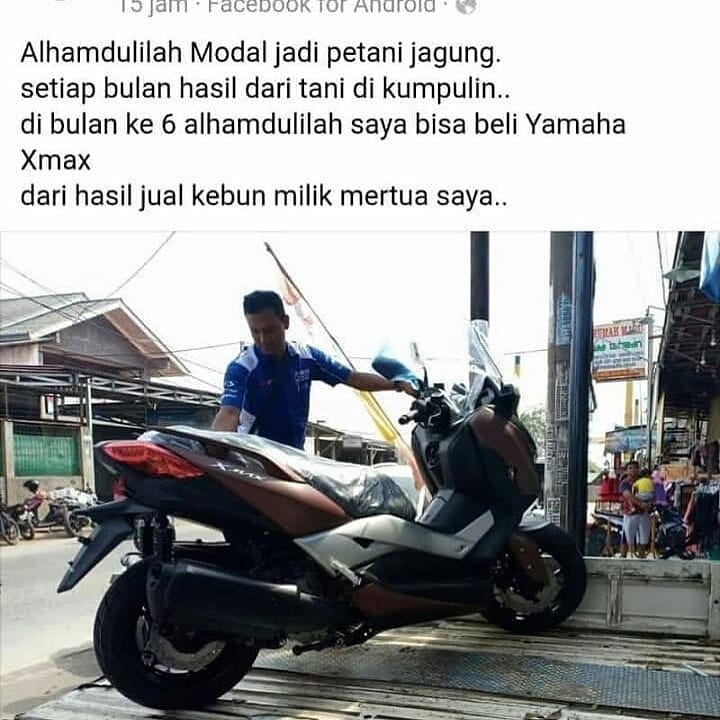 15 jam · Facebook for Android ·
Alhamdulilah Modal jadi petani jagung.
setiap bulan hasil dari tani di kumpulin..
di bulan ke 6 alhamdulilah saya bisa beli Yamaha
Xmax
dari hasil jual kebun milik mertua saya..
XMAX